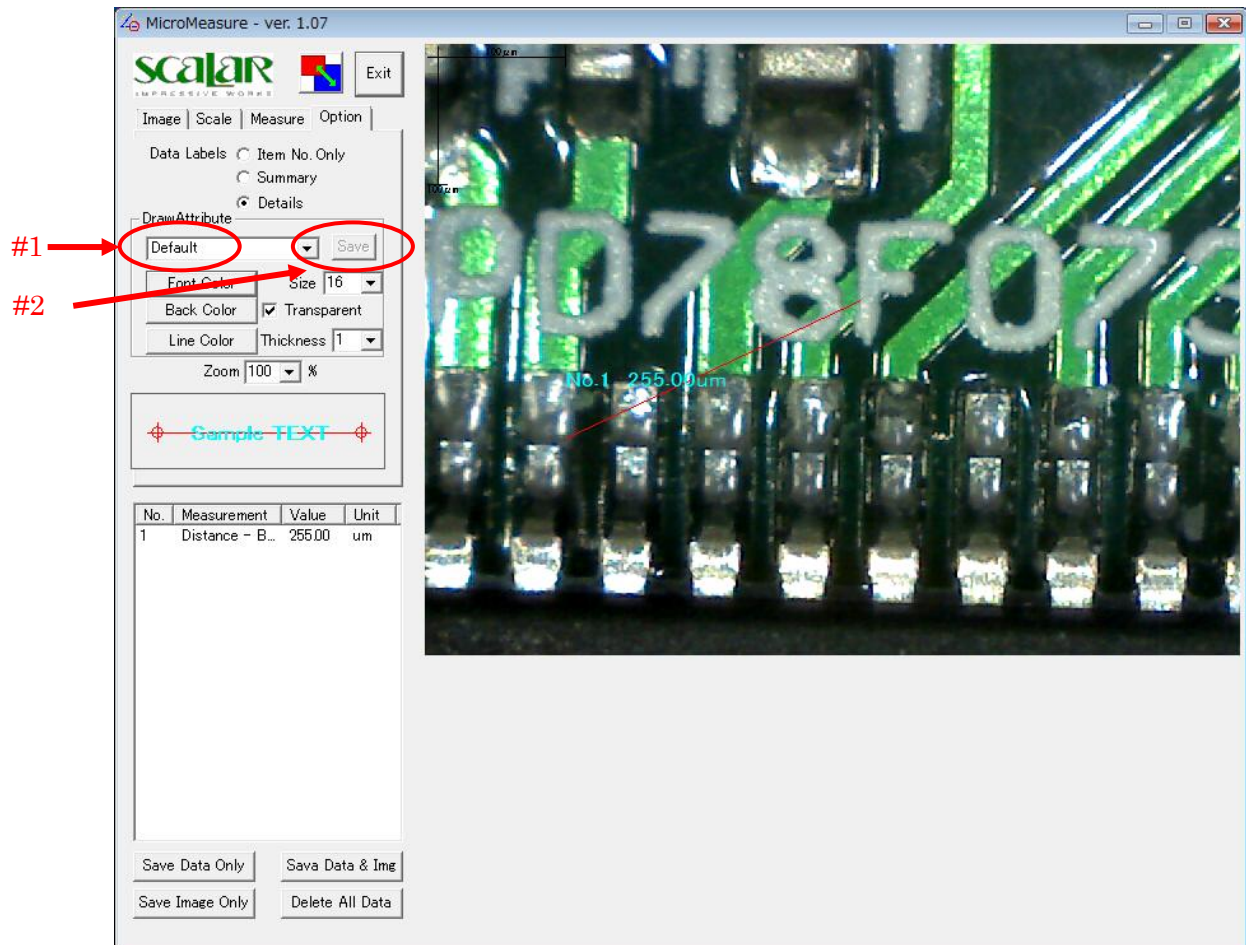 MicroMeasure - ver. 1.07
scalar
IMPRESSIVE WORKS
Exit
Image Scale Measure Option
Data Labels Item No. Only
Summary
Details
DrawAttribute
#1
Default Save
#2
Font Color Size 16
Back Color Transparent
Line Color Thickness 1
Zoom 100 %
Sample TEXT
No. Measurement Value Unit
1 Distance - B... 255.00 um
Save Data Only Sava Data & Img
Save Image Only Delete All Data
100μm
PD78F073
No.1 255.00um